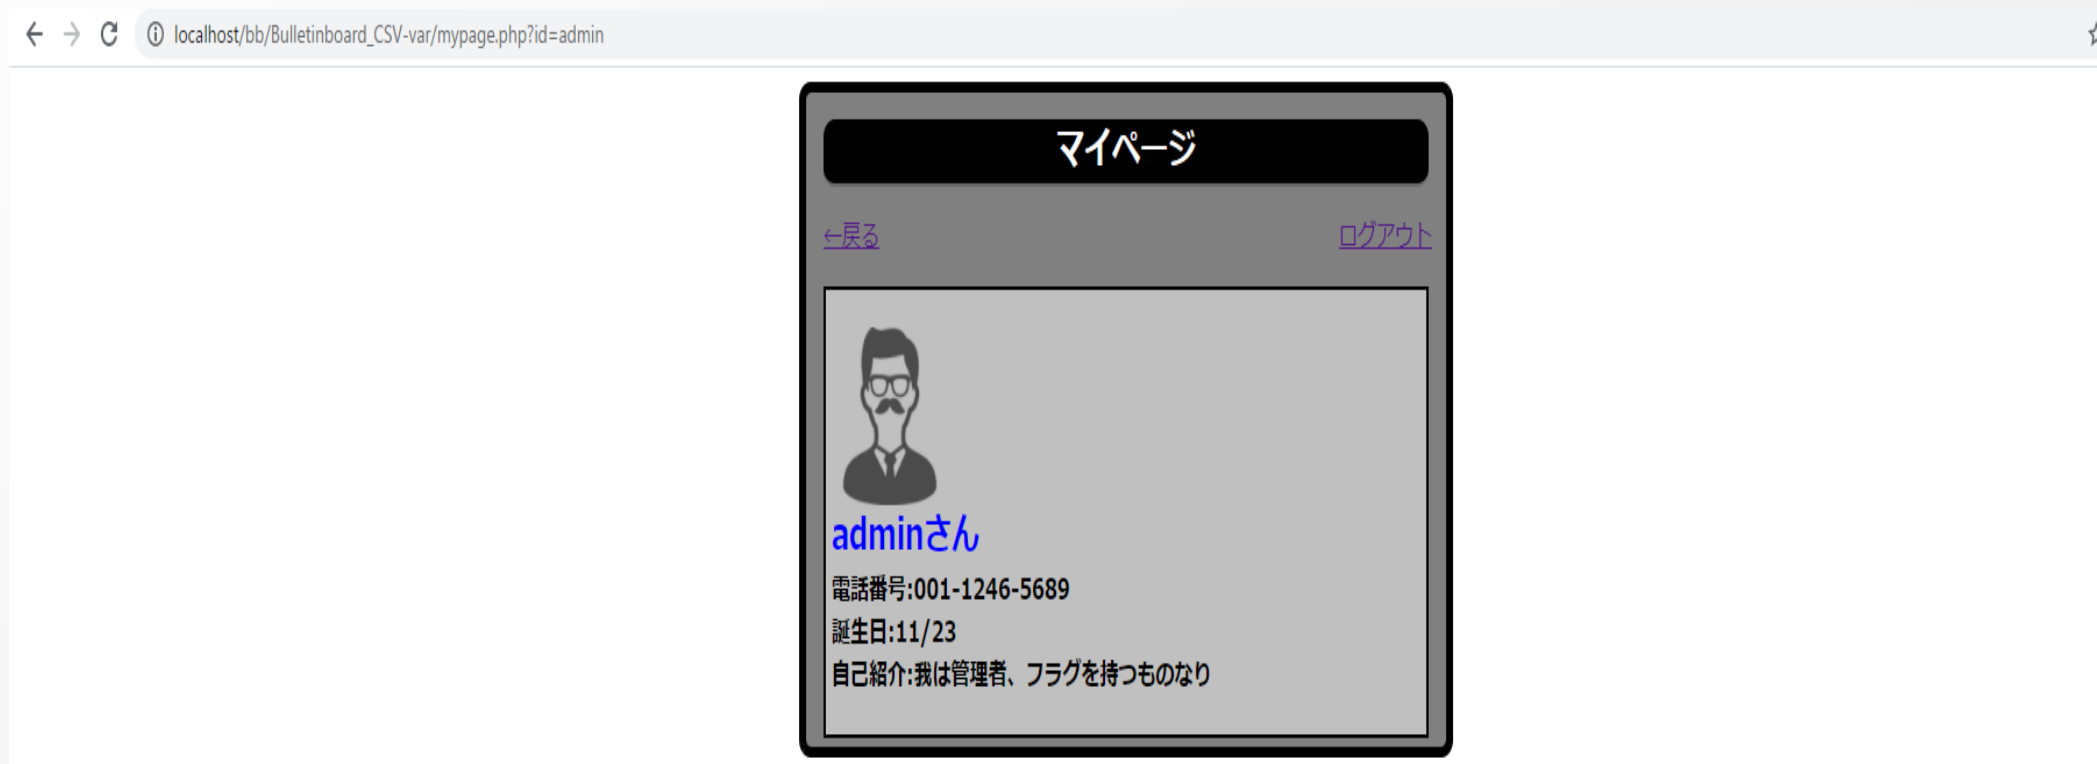 localhost/bb/Bulletinboard_CSV-var/mypage.php?id=admin
マイページ
←戻る
ログアウト
adminさん
電話番号:001-1246-5689
誕生日:11/23
自己紹介:我は管理者、フラグを持つものなり